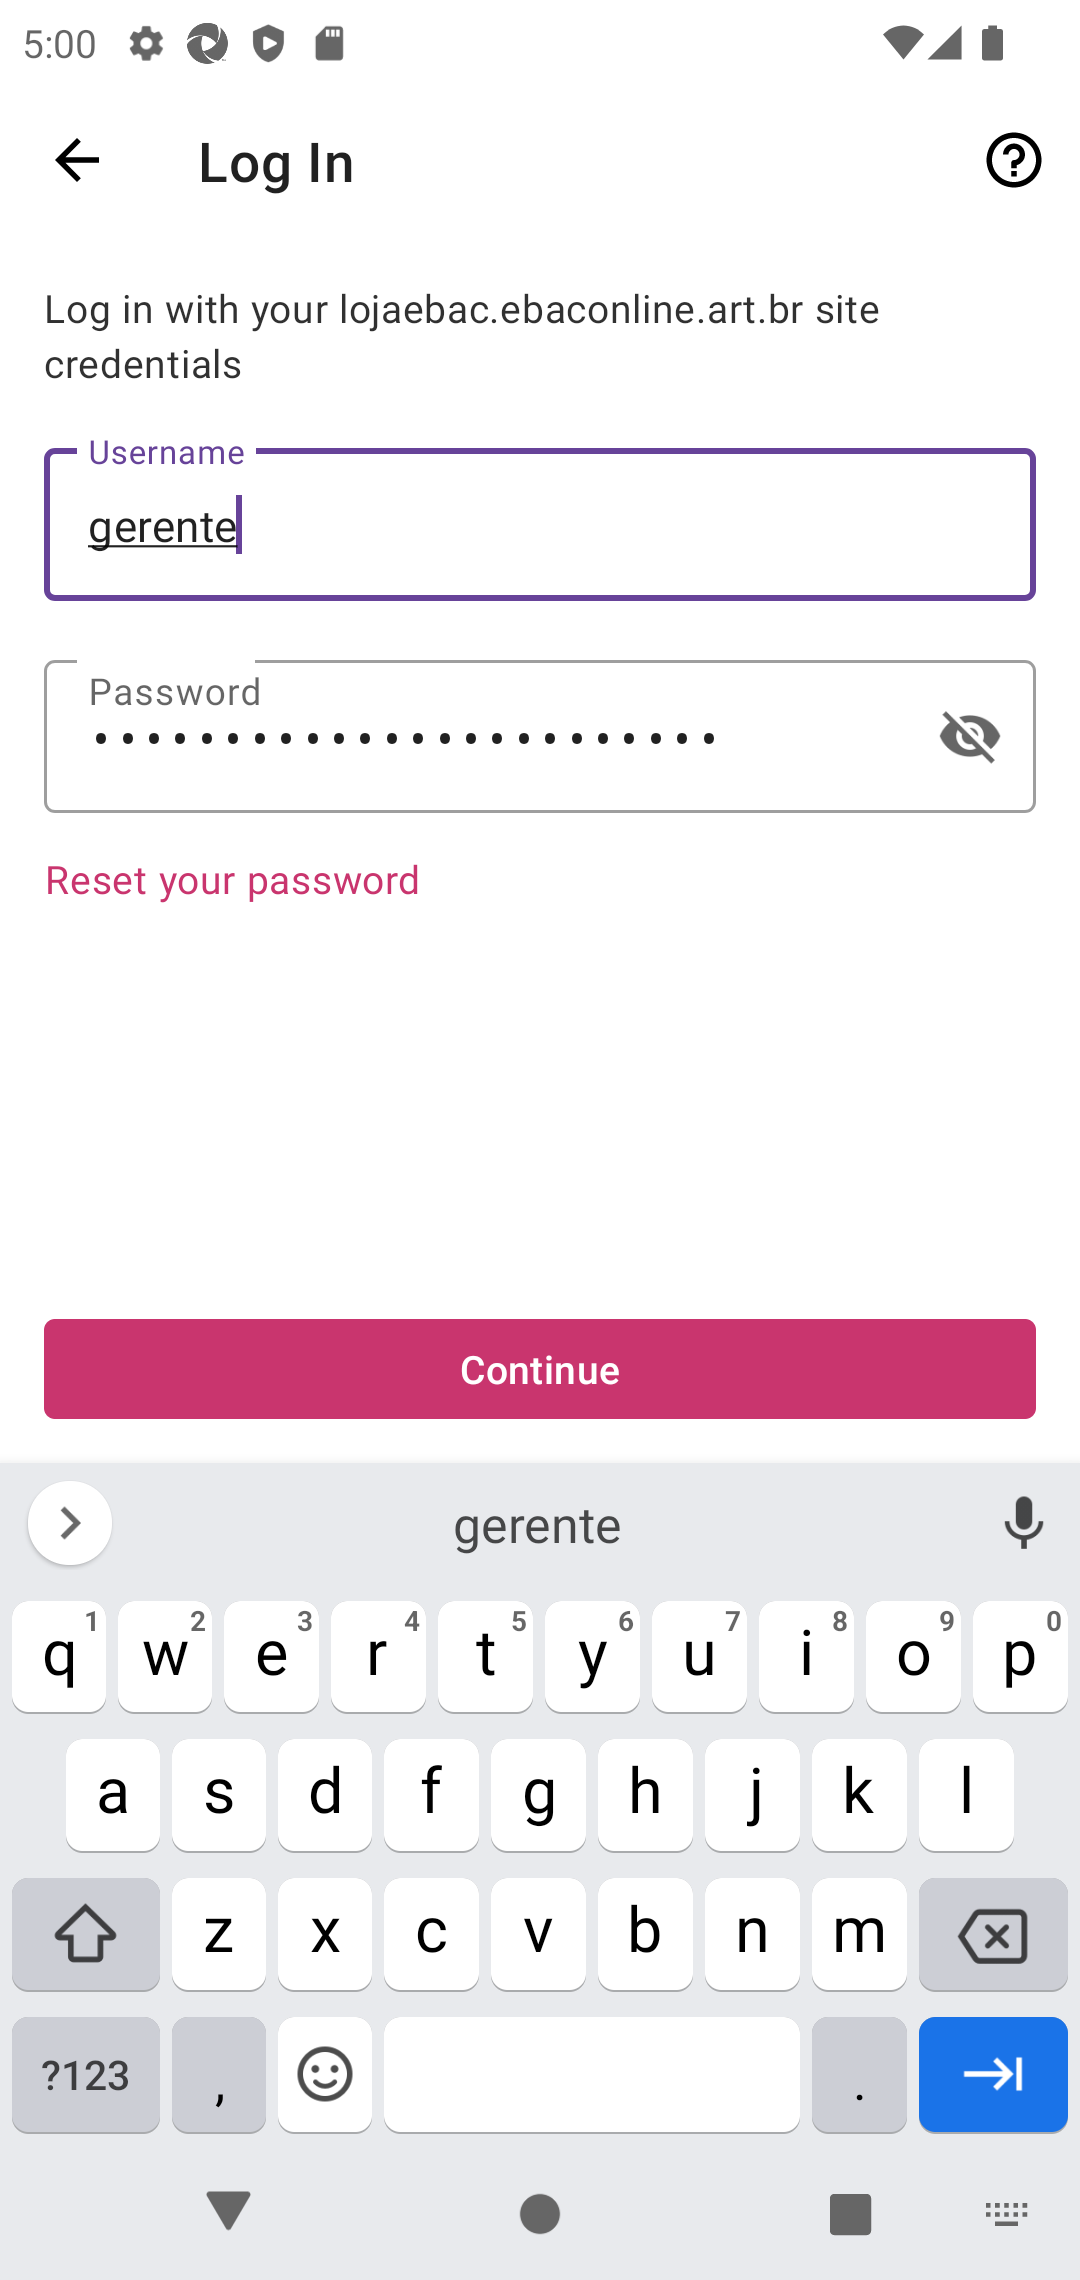 5:00
Log In
Log in with your lojaebac.ebaconline.art.br site
credentials
Username
gerente
Password
••••••••••••••••••••••••
Reset your password
Continue
gerente
q 1 w 2 e 3 r 4 t 5 y 6 u 7 i 8 o 9 p 0
a s d f g h j k l
z x c v b n m
?123 , .